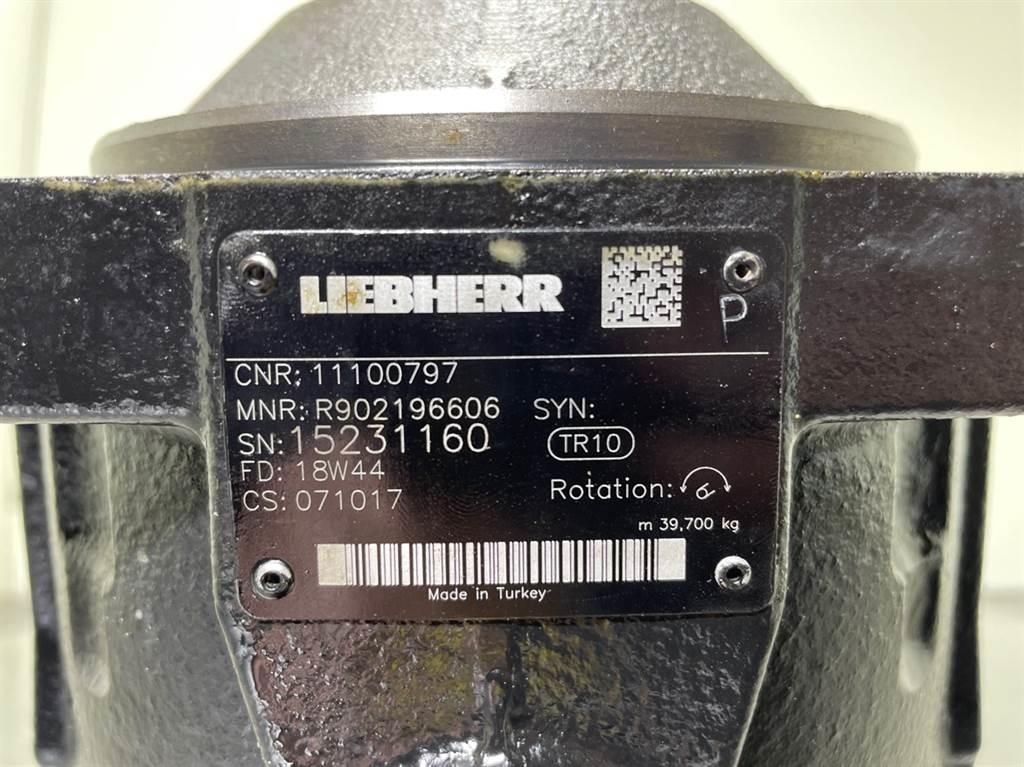 LIEBHERR
P
CNR: 11100797
MNR: R902196606 SYN:
SN: 15231160 TR10
FD: 18W44
CS: 071017 Rotation:
m 39,700 kg
Made in Turkey